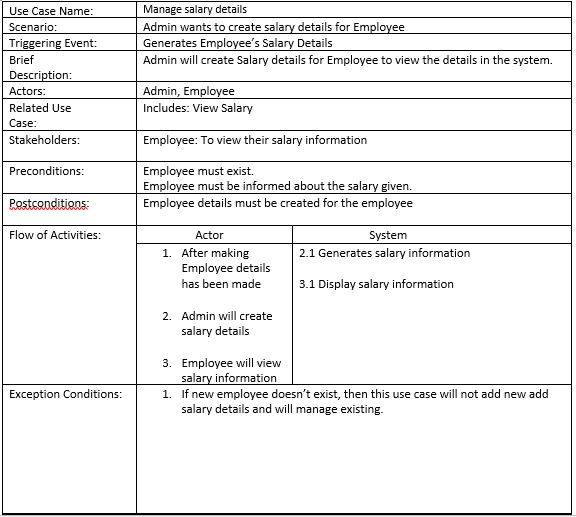 Use Case Name: Manage salary details
Scenario: Admin wants to create salary details for Employee
Triggering Event: Generates Employee’s Salary Details
Brief Description: Admin will create Salary details for Employee to view the details in the system.
Actors: Admin, Employee
Related Use Case: Includes: View Salary
Stakeholders: Employee: To view their salary information
Preconditions: Employee must exist.
Employee must be informed about the salary given.
Postconditions: Employee details must be created for the employee
Flow of Activities:
Actor
1. After making
Employee details
has been made
2. Admin will create
salary details
3. Employee will view
salary information
System
2.1 Generates salary information
3.1 Display salary information
Exception Conditions:
1. If new employee doesn’t exist, then this use case will not add new add
salary details and will manage existing.